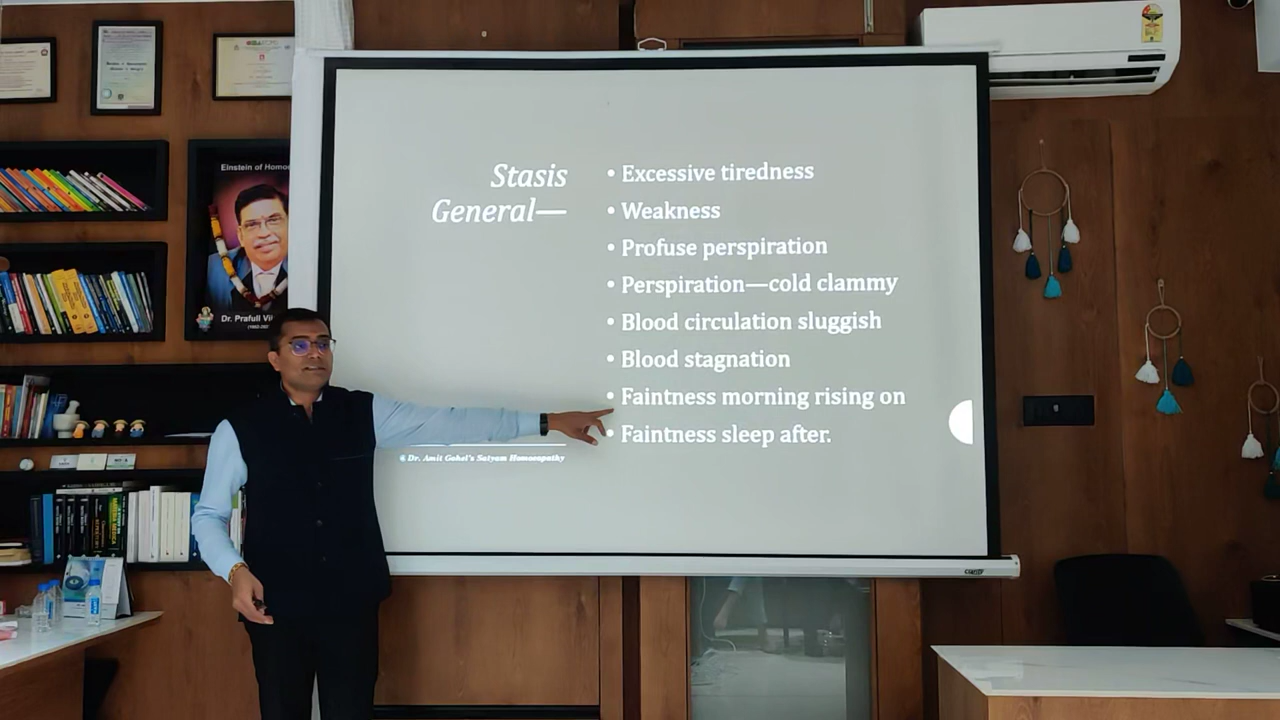 Einstein of Homoe
Dr. Prafull Vi
Stasis
General—
• Excessive tiredness
• Weakness
• Profuse perspiration
• Perspiration—cold clammy
• Blood circulation sluggish
• Blood stagnation
• Faintness morning rising on
• Faintness sleep after.
© Dr. Amit Gohel's Satyam Homoeopathy